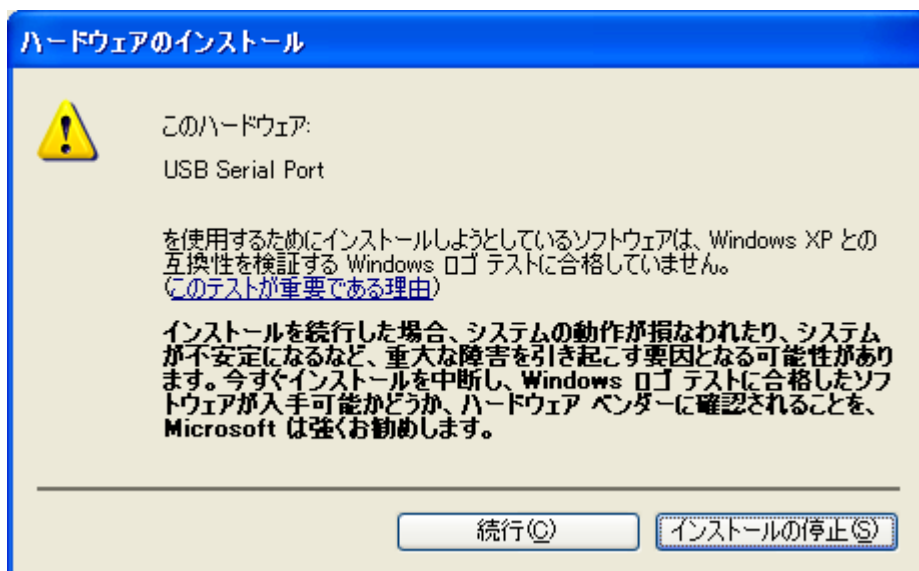 ハードウェアのインストール
このハードウェア:
USB Serial Port
を使用するためにインストールしようとしているソフトウェアは、Windows XP との
互換性を検証する Windows ロゴ テストに合格していません。
(このテストが重要である理由)
インストールを続行した場合、システムの動作が損なわれたり、システム
が不安定になるなど、重大な障害を引き起こす要因となる可能性があり
ます。今すぐインストールを中断し、Windows ロゴ テストに合格したソフ
トウェアが入手可能かどうか、ハードウェア ベンダーに確認されることを、
Microsoft は強くお勧めします。
続行(C)
インストールの停止(S)